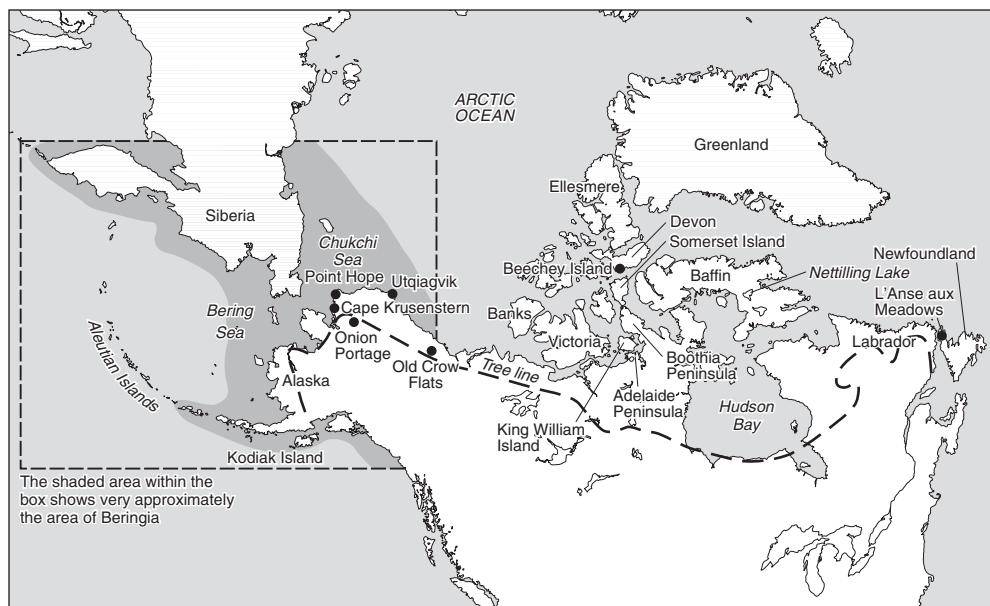 ARCTIC
OCEAN
Greenland
Ellesmere
Siberia
Devon
Somerset Island
Chukchi
Sea
Newfoundland
Beechey Island
Baffin
Nettilling Lake
Point Hope
Utqiagvik
L'Anse aux
Meadows
Bering
Sea
Cape Krusenstern
Banks
Onion
Portage
Victoria
Labrador
Aleutian Islands
Old Crow
Flats
Tree line
Boothia
Peninsula
Alaska
Adelaide
Peninsula
Hudson
Bay
King William
Island
Kodiak Island
The shaded area within the
box shows very approximately
the area of Beringia